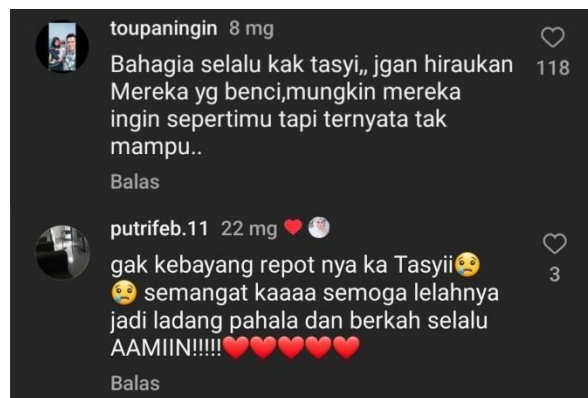 toupaningin 8 mg
Bahagia selalu kak tasyi,, jgan hiraukan
118
Mereka yg benci,mungkin mereka
ingin sepertimu tapi ternyata tak
mampu..
Balas
putrifeb.11 22 mg ❤️
gak kebayang repot nya ka Tasyii😢
😢 semangat kaaaa semoga lelahnya
3
jadi ladang pahala dan berkah selalu
AAMIIN!!!!!❤️❤️❤️❤️❤️
Balas